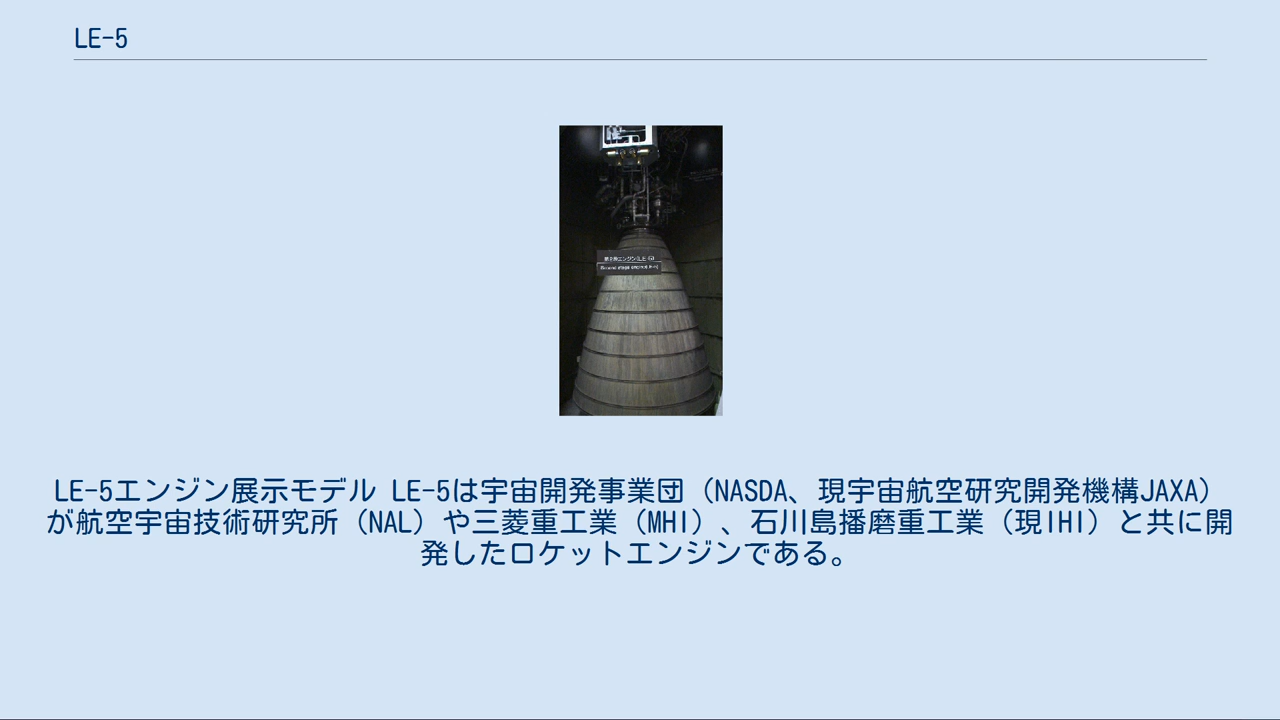 LE-5
LE-5エンジン展示モデル LE-5は宇宙開発事業団（NASDA、現宇宙航空研究開発機構JAXA）
が航空宇宙技術研究所（NAL）や三菱重工業（MHI）、石川島播磨重工業（現IHI）と共に開
発したロケットエンジンである。